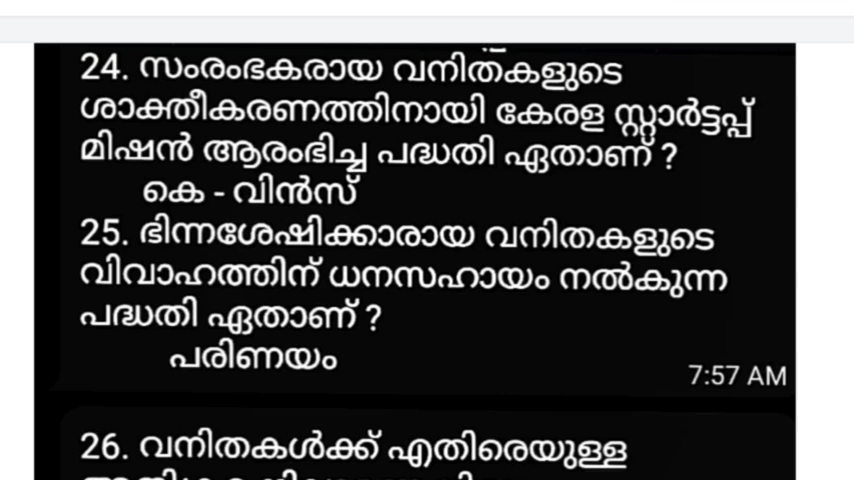 24. സംരംഭകരായ വനിതകളുടെ
ശാക്തീകരണത്തിനായി കേരള സ്റ്റാർട്ടപ്പ്
മിഷൻ ആരംഭിച്ച പദ്ധതി ഏതാണ് ?
കെ - വിൻസ്
25. ഭിന്നശേഷിക്കാരായ വനിതകളുടെ
വിവാഹത്തിന് ധനസഹായം നൽകുന്ന
പദ്ധതി ഏതാണ് ?
പരിണയം
7:57 AM
26. വനിതകൾക്ക് എതിരെയുള്ള